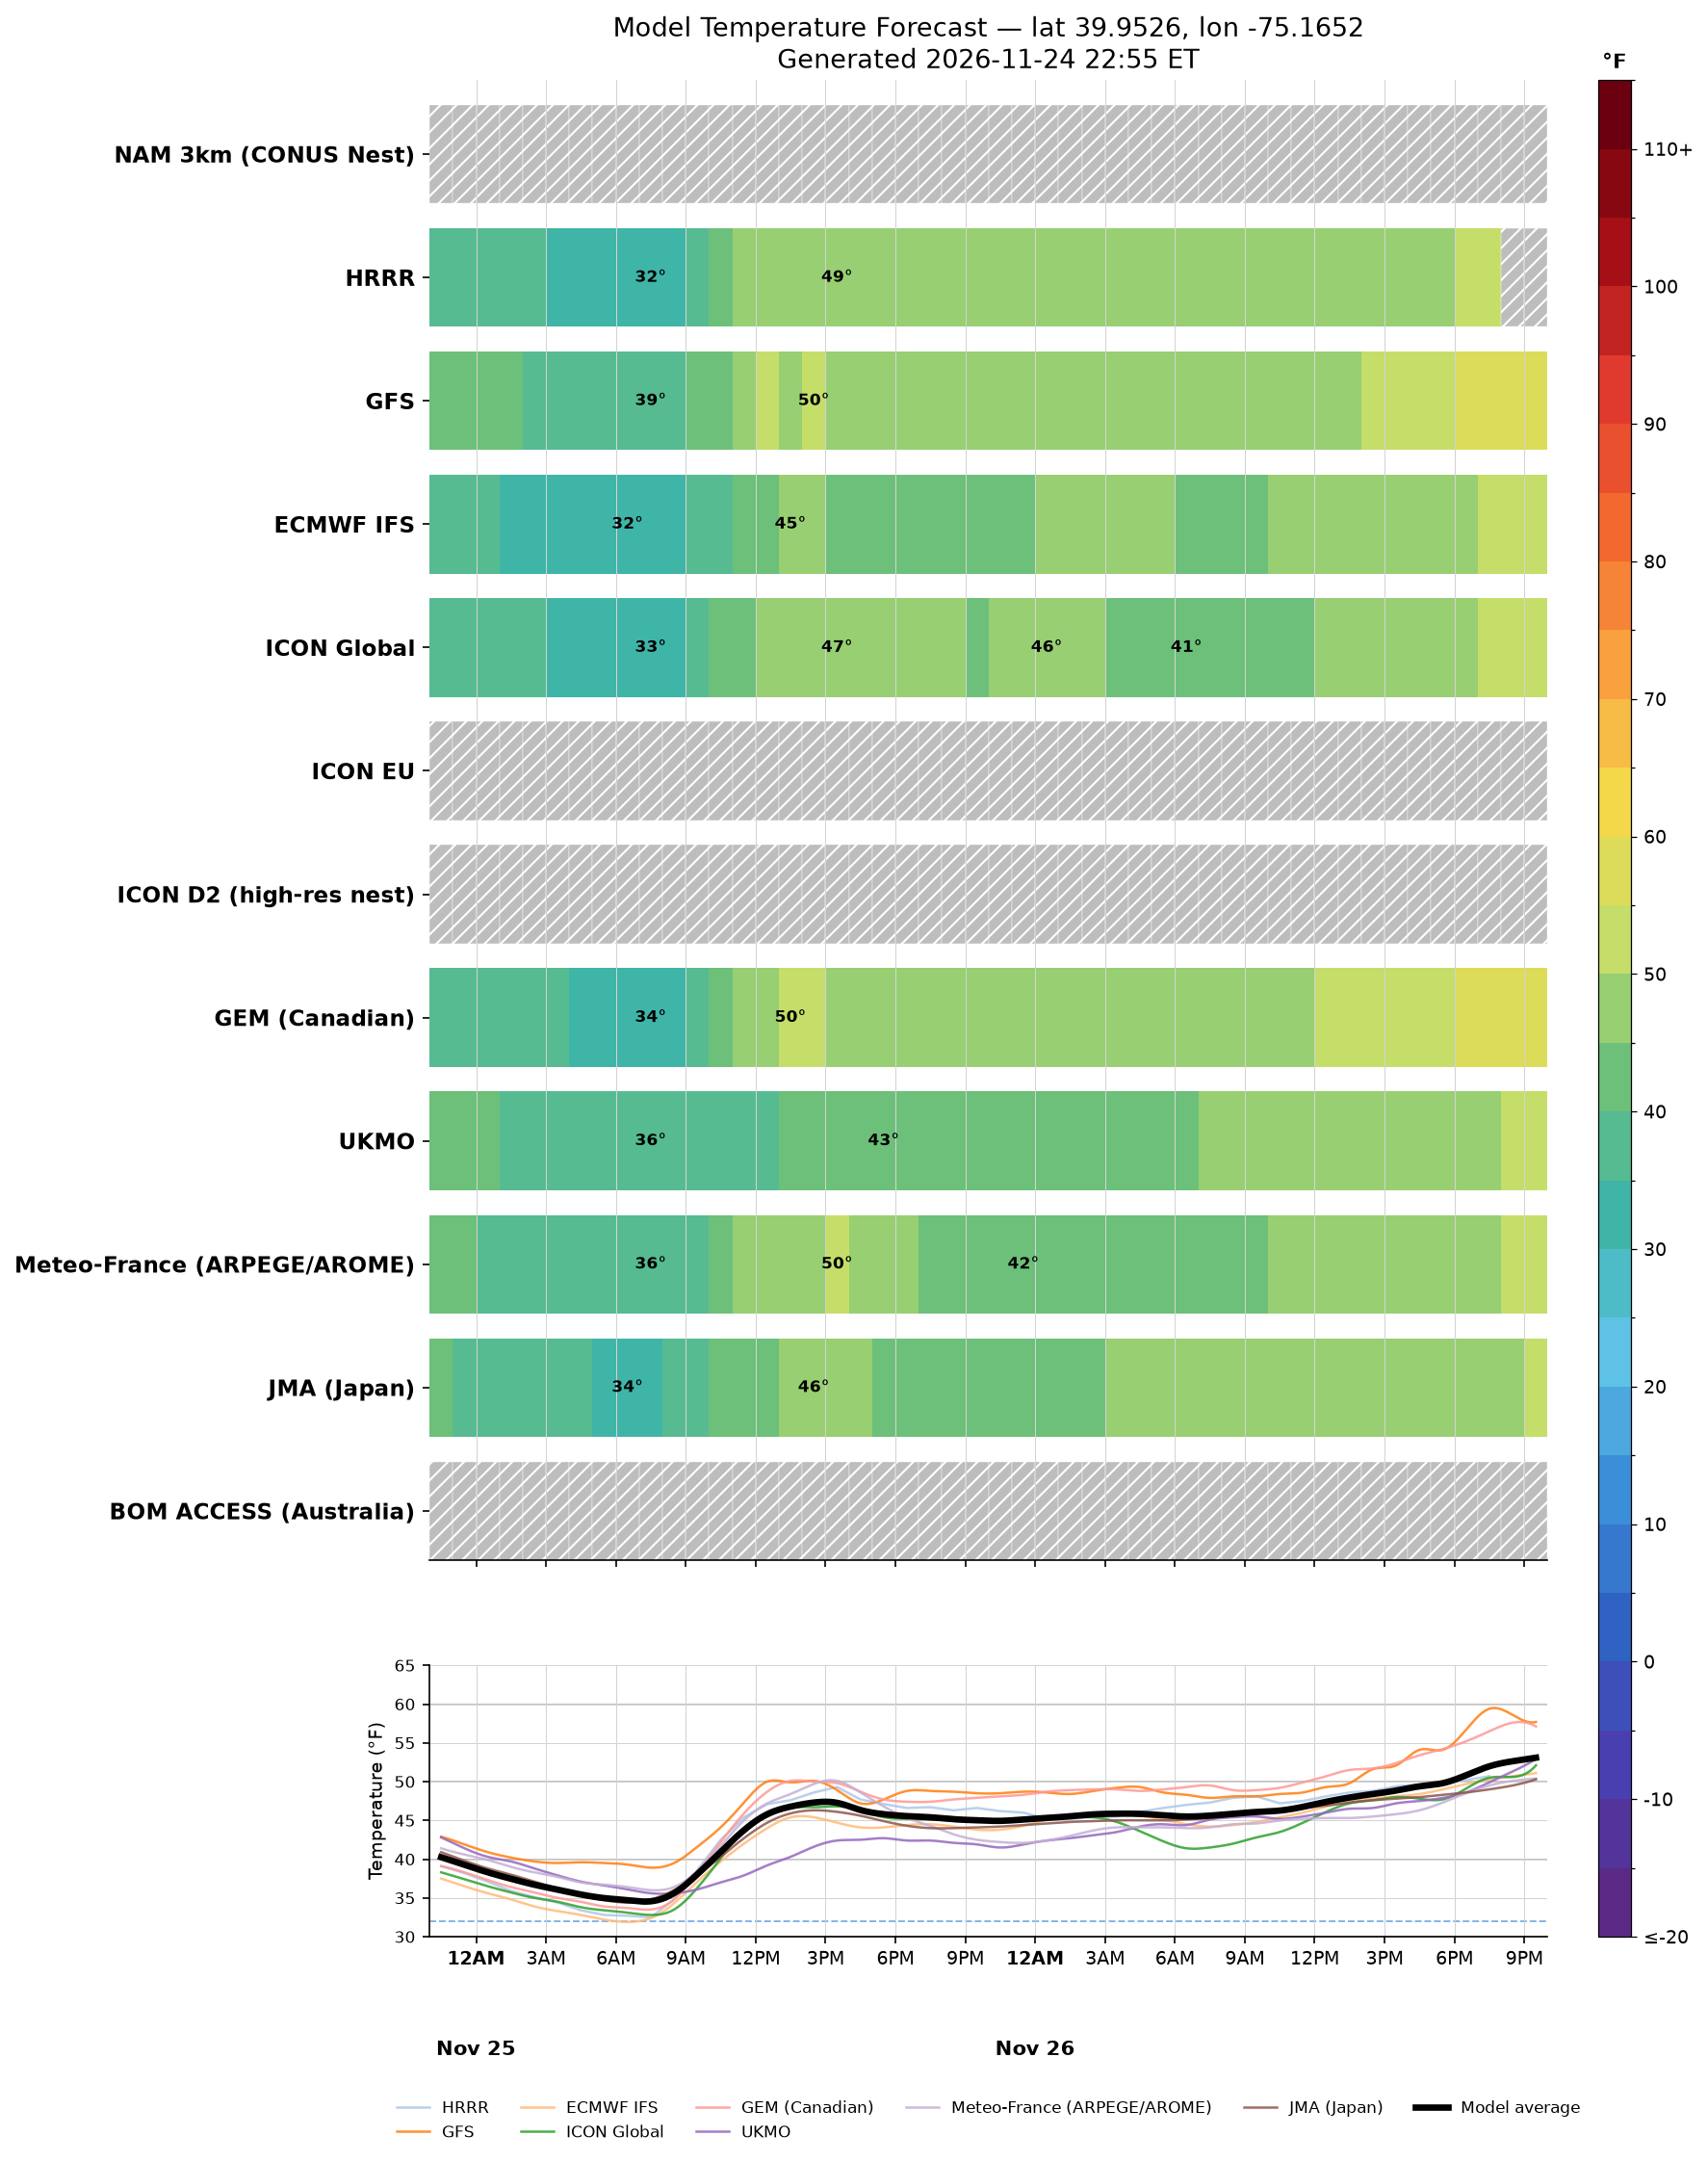 Model Temperature Forecast — lat 39.9526, lon -75.1652
Generated 2026-11-24 22:55 ET
°F
NAM 3km (CONUS Nest)
HRRR
32°
49°
GFS
39°
50°
ECMWF IFS
32°
45°
ICON Global
33°
47°
46°
41°
ICON EU
ICON D2 (high-res nest)
GEM (Canadian)
34°
50°
UKMO
36°
43°
Meteo-France (ARPEGE/AROME)
36°
50°
42°
JMA (Japan)
34°
46°
BOM ACCESS (Australia)
110+
100
90
80
70
60
50
40
30
20
10
0
-10
≤-20
Temperature (°F)
65
60
55
50
45
40
35
30
12AM 3AM 6AM 9AM 12PM 3PM 6PM 9PM 12AM 3AM 6AM 9AM 12PM 3PM 6PM 9PM
Nov 25 Nov 26
HRRR ECMWF IFS GEM (Canadian) Meteo-France (ARPEGE/AROME) JMA (Japan) Model average
GFS ICON Global UKMO